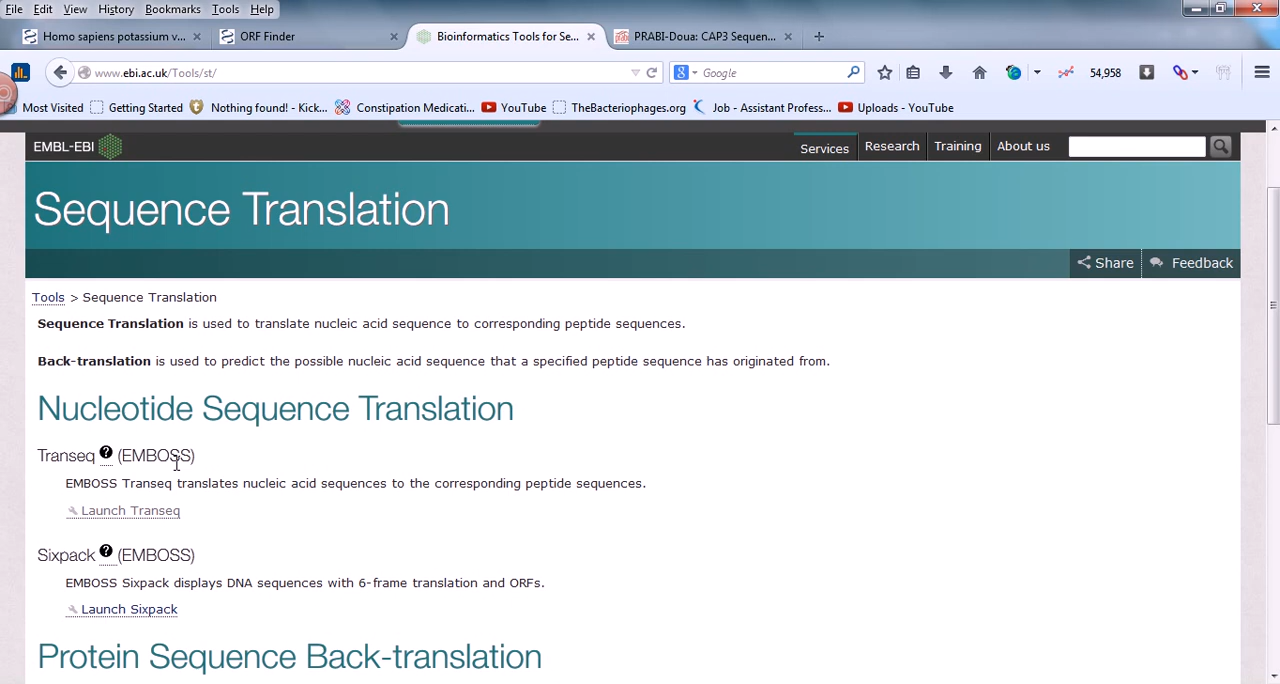 File Edit View History Bookmarks Tools Help
Homo sapiens potassium v... × ORF Finder × Bioinformatics Tools for Se... × PRABI-Doua: CAP3 Sequen... × +
www.ebi.ac.uk/Tools/st/ Google 54,958
Most Visited Getting Started Nothing found! - Kick... Constipation Medicati... YouTube TheBacteriophages.org Job - Assistant Profess... Uploads - YouTube
EMBL-EBI Services Research Training About us
Sequence Translation
Share Feedback
Tools > Sequence Translation
Sequence Translation is used to translate nucleic acid sequence to corresponding peptide sequences.
Back-translation is used to predict the possible nucleic acid sequence that a specified peptide sequence has originated from.
Nucleotide Sequence Translation
Transeq ? (EMBOSS)
EMBOSS Transeq translates nucleic acid sequences to the corresponding peptide sequences.
Launch Transeq
Sixpack ? (EMBOSS)
EMBOSS Sixpack displays DNA sequences with 6-frame translation and ORFs.
Launch Sixpack
Protein Sequence Back-translation